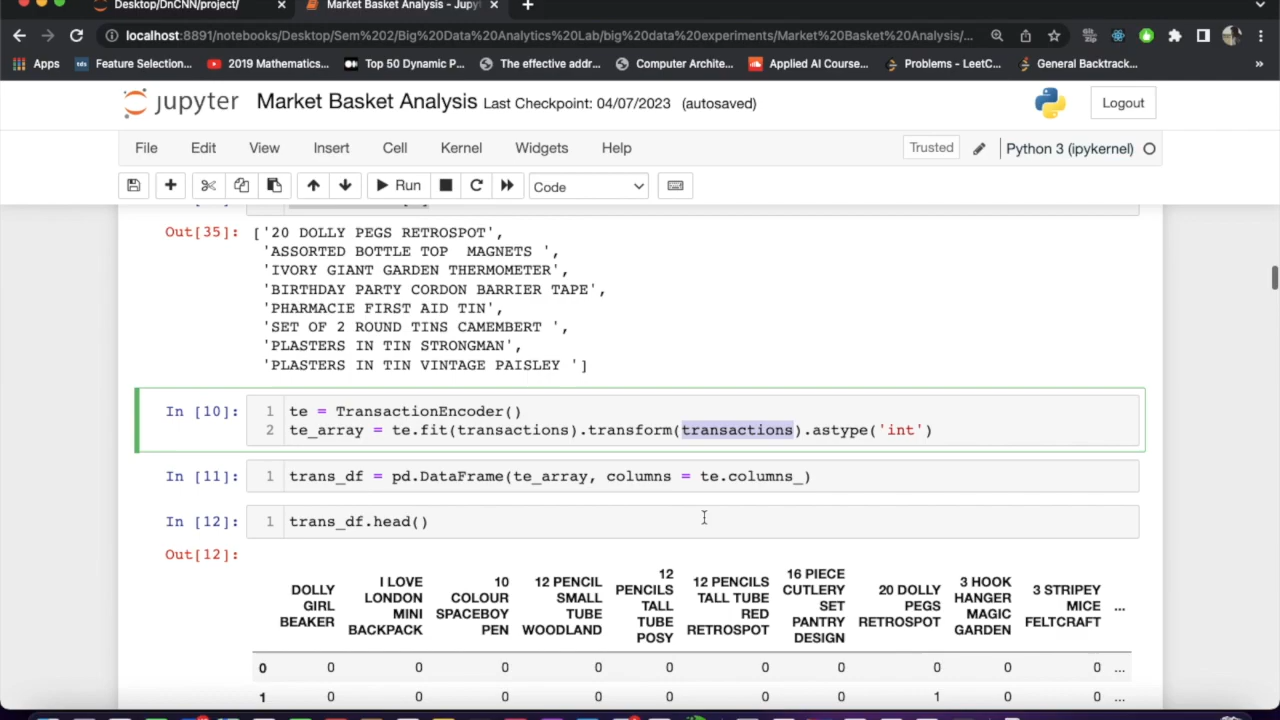 Desktop/DnCNN/project/
Market Basket Analysis - Jupyt
localhost:8891/notebooks/Desktop/Sem%202/Big%20Data%20Analytics%20Lab/big%20data%20experiments/Market%20Basket%20Analysis/...
Apps Feature Selection... 2019 Mathematics... Top 50 Dynamic P... The effective addr... Computer Archite... Applied AI Course... Problems - LeetC... General Backtrack...
jupyter Market Basket Analysis Last Checkpoint: 04/07/2023 (autosaved) Logout
File Edit View Insert Cell Kernel Widgets Help Trusted Python 3 (ipykernel)
Run Code
Out[35]: ['20 DOLLY PEGS RETROSPOT',
'ASSORTED BOTTLE TOP  MAGNETS ',
'IVORY GIANT GARDEN THERMOMETER',
'BIRTHDAY PARTY CORDON BARRIER TAPE',
'PHARMACIE FIRST AID TIN',
'SET OF 2 ROUND TINS CAMEMBERT ',
'PLASTERS IN TIN STRONGMAN',
'PLASTERS IN TIN VINTAGE PAISLEY ']
In [10]: 1 te = TransactionEncoder()
2 te_array = te.fit(transactions).transform(transactions).astype('int')
In [11]: 1 trans_df = pd.DataFrame(te_array, columns = te.columns_)
In [12]: 1 trans_df.head()
Out[12]:
DOLLY GIRL BEAKER
I LOVE LONDON MINI BACKPACK
10 COLOUR SPACEBOY PEN
12 PENCIL SMALL TUBE WOODLAND
12 PENCILS TALL TUBE POSY
12 PENCILS TALL TUBE RED RETROSPOT
16 PIECE CUTLERY SET PANTRY DESIGN
20 DOLLY PEGS RETROSPOT
3 HOOK HANGER MAGIC GARDEN
3 STRIPEY MICE FELTCRAFT
...
0 0 0 0 0 0 0 0 0 0 0 ...
1 0 0 0 0 0 0 0 1 0 0 ...